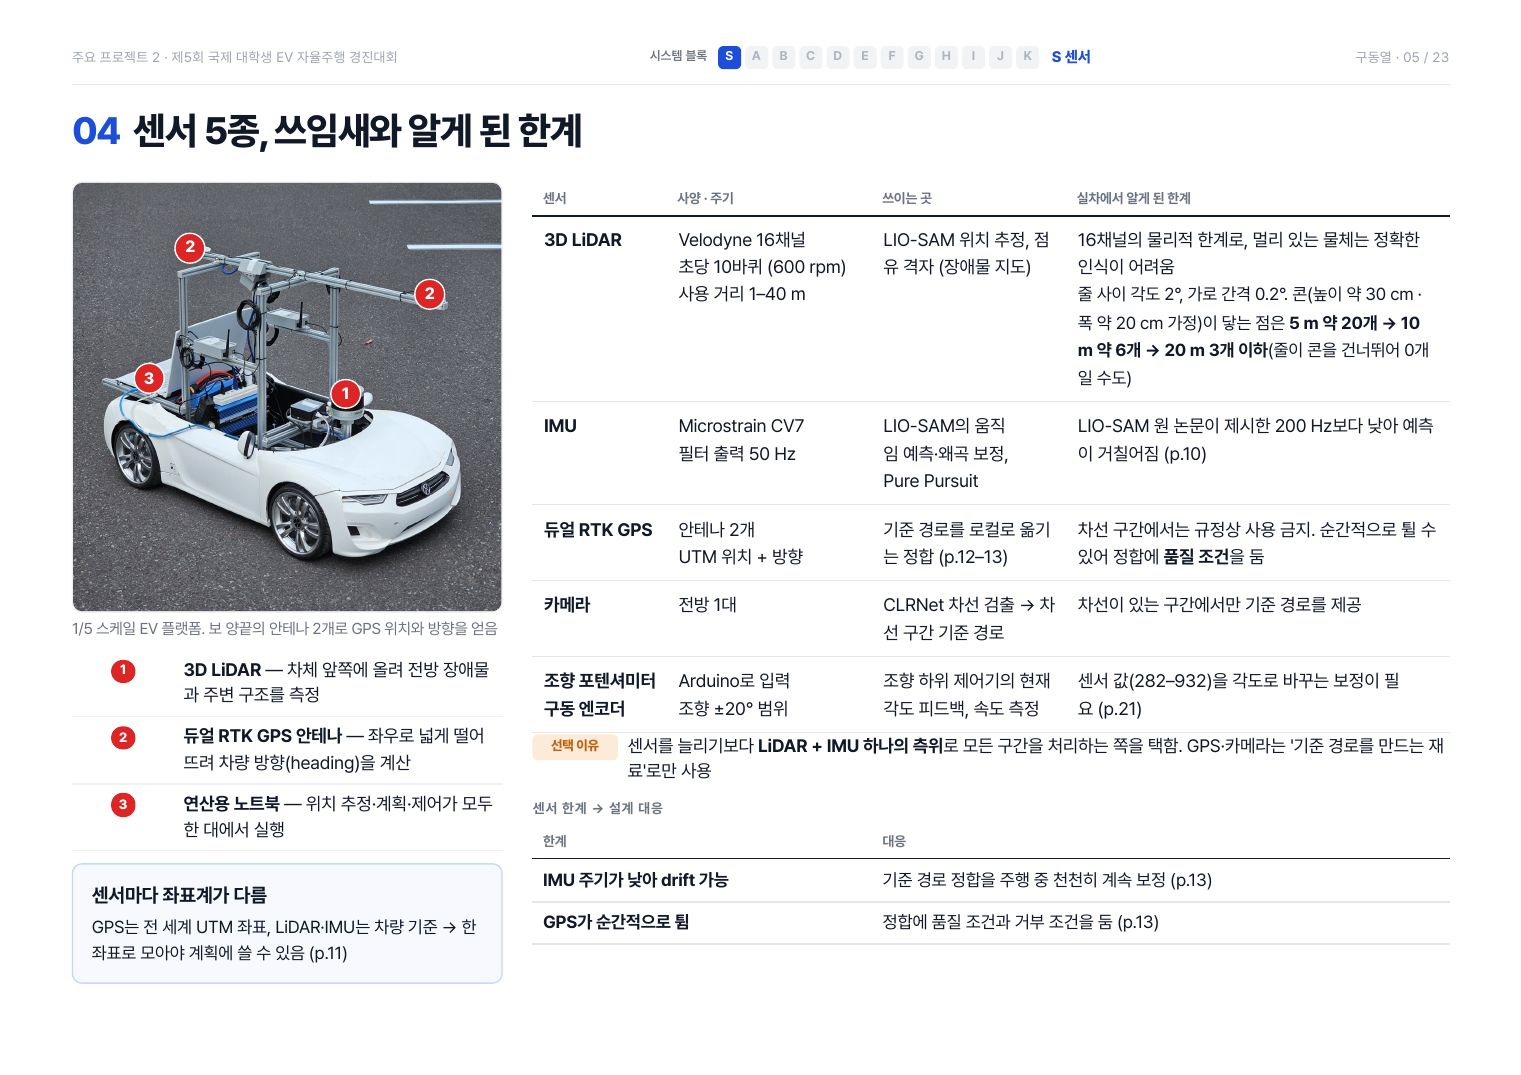 주요 프로젝트 2 · 제5회 국제 대학생 EV 자율주행 경진대회
시스템 블록 S A B C D E F G H I J K S 센서
구동열 · 05 / 23
04 센서 5종, 쓰임새와 알게 된 한계
2
2
3
1
1/5 스케일 EV 플랫폼. 보 양끝의 안테나 2개로 GPS 위치와 방향을 얻음
1 3D LiDAR — 차체 앞쪽에 올려 전방 장애물
과 주변 구조를 측정
2 듀얼 RTK GPS 안테나 — 좌우로 넓게 떨어
뜨려 차량 방향(heading)을 계산
3 연산용 노트북 — 위치 추정·계획·제어가 모두
한 대에서 실행
센서마다 좌표계가 다름
GPS는 전 세계 UTM 좌표, LiDAR·IMU는 차량 기준 → 한
좌표로 모아야 계획에 쓸 수 있음 (p.11)
센서 사양 · 주기 쓰이는 곳 실차에서 알게 된 한계
3D LiDAR
Velodyne 16채널
초당 10바퀴 (600 rpm)
사용 거리 1–40 m
LIO-SAM 위치 추정, 점
유 격자 (장애물 지도)
16채널의 물리적 한계로, 멀리 있는 물체는 정확한
인식이 어려움
줄 사이 각도 2°, 가로 간격 0.2°. 콘(높이 약 30 cm ·
폭 약 20 cm 가정)이 닿는 점은 5 m 약 20개 → 10
m 약 6개 → 20 m 3개 이하(줄이 콘을 건너뛰어 0개
일 수도)
IMU
Microstrain CV7
필터 출력 50 Hz
LIO-SAM의 움직
임 예측·왜곡 보정,
Pure Pursuit
LIO-SAM 원 논문이 제시한 200 Hz보다 낮아 예측
이 거칠어짐 (p.10)
듀얼 RTK GPS
안테나 2개
UTM 위치 + 방향
기준 경로를 로컬로 옮기
는 정합 (p.12–13)
차선 구간에서는 규정상 사용 금지. 순간적으로 튈 수
있어 정합에 품질 조건을 둠
카메라
전방 1대
CLRNet 차선 검출 → 차
선 구간 기준 경로
차선이 있는 구간에서만 기준 경로를 제공
조향 포텐셔미터
구동 엔코더
Arduino로 입력
조향 ±20° 범위
조향 하위 제어기의 현재
각도 피드백, 속도 측정
센서 값(282–932)을 각도로 바꾸는 보정이 필
요 (p.21)
선택 이유 센서를 늘리기보다 LiDAR + IMU 하나의 측위로 모든 구간을 처리하는 쪽을 택함. GPS·카메라는 '기준 경로를 만드는 재
료'로만 사용
센서 한계 → 설계 대응
한계 대응
IMU 주기가 낮아 drift 가능 기준 경로 정합을 주행 중 천천히 계속 보정 (p.13)
GPS가 순간적으로 튐 정합에 품질 조건과 거부 조건을 둠 (p.13)